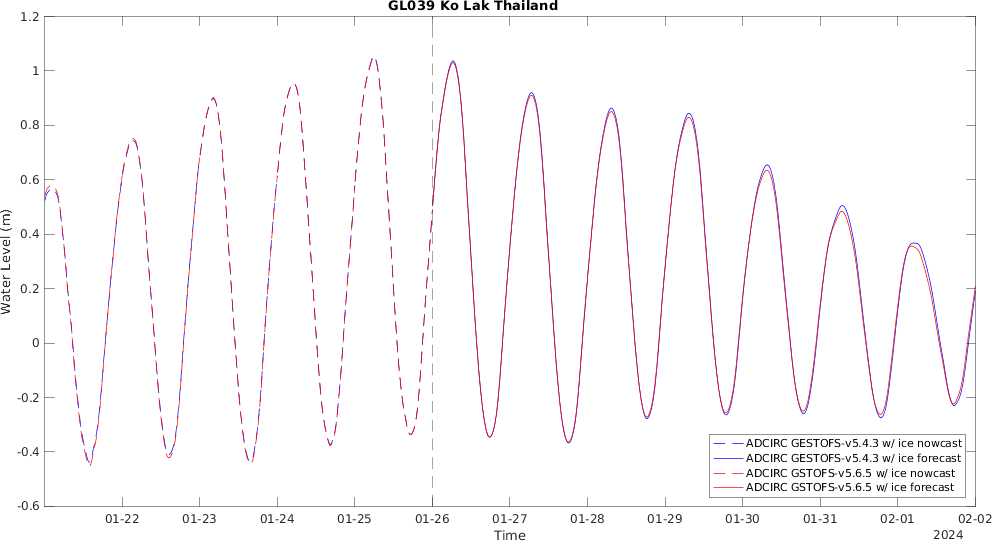 GL039 Ko Lak Thailand
1.2
1
0.8
0.6
0.4
0.2
0
-0.2
-0.4
-0.6
Water Level (m)
ADCIRC GESTOFS-v5.4.3 w/ ice nowcast
ADCIRC GESTOFS-v5.4.3 w/ ice forecast
ADCIRC GSTOFS-v5.6.5 w/ ice nowcast
ADCIRC GSTOFS-v5.6.5 w/ ice forecast
01-22 01-23 01-24 01-25 01-26 01-27 01-28 01-29 01-30 01-31 02-01 02-02
Time 2024